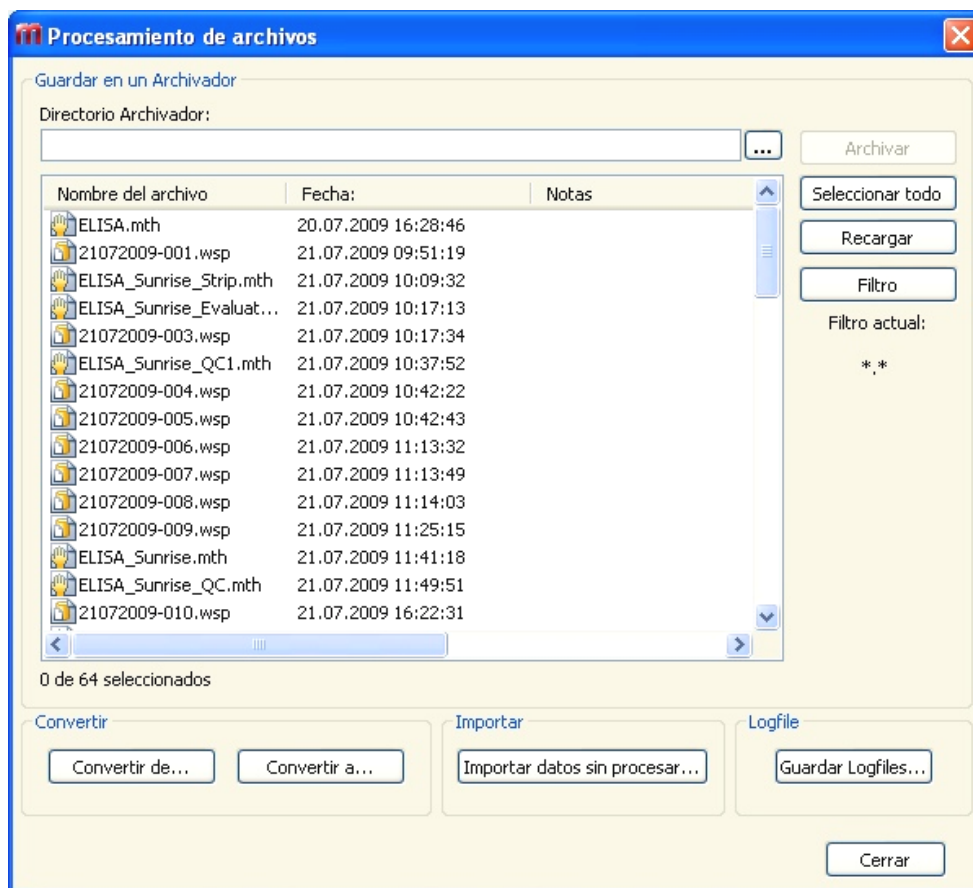 Procesamiento de archivos
Guardar en un Archivador
Directorio Archivador:
...
Archivar
Nombre del archivo Fecha: Notas
Seleccionar todo
ELISA.mth 20.07.2009 16:28:46
21072009-001.wsp 21.07.2009 09:51:19
Recargar
ELISA_Sunrise_Strip.mth 21.07.2009 10:09:32
Filtro
ELISA_Sunrise_Evaluat... 21.07.2009 10:17:13
21072009-003.wsp 21.07.2009 10:17:34
Filtro actual:
ELISA_Sunrise_QC1.mth 21.07.2009 10:37:52
*.*
21072009-004.wsp 21.07.2009 10:42:22
21072009-005.wsp 21.07.2009 10:42:43
21072009-006.wsp 21.07.2009 11:13:32
21072009-007.wsp 21.07.2009 11:13:49
21072009-008.wsp 21.07.2009 11:14:03
21072009-009.wsp 21.07.2009 11:25:15
ELISA_Sunrise.mth 21.07.2009 11:41:18
ELISA_Sunrise_QC.mth 21.07.2009 11:49:51
21072009-010.wsp 21.07.2009 16:22:31
0 de 64 seleccionados
Convertir
Importar
Logfile
Convertir de...
Convertir a...
Importar datos sin procesar...
Guardar Logfiles...
Cerrar